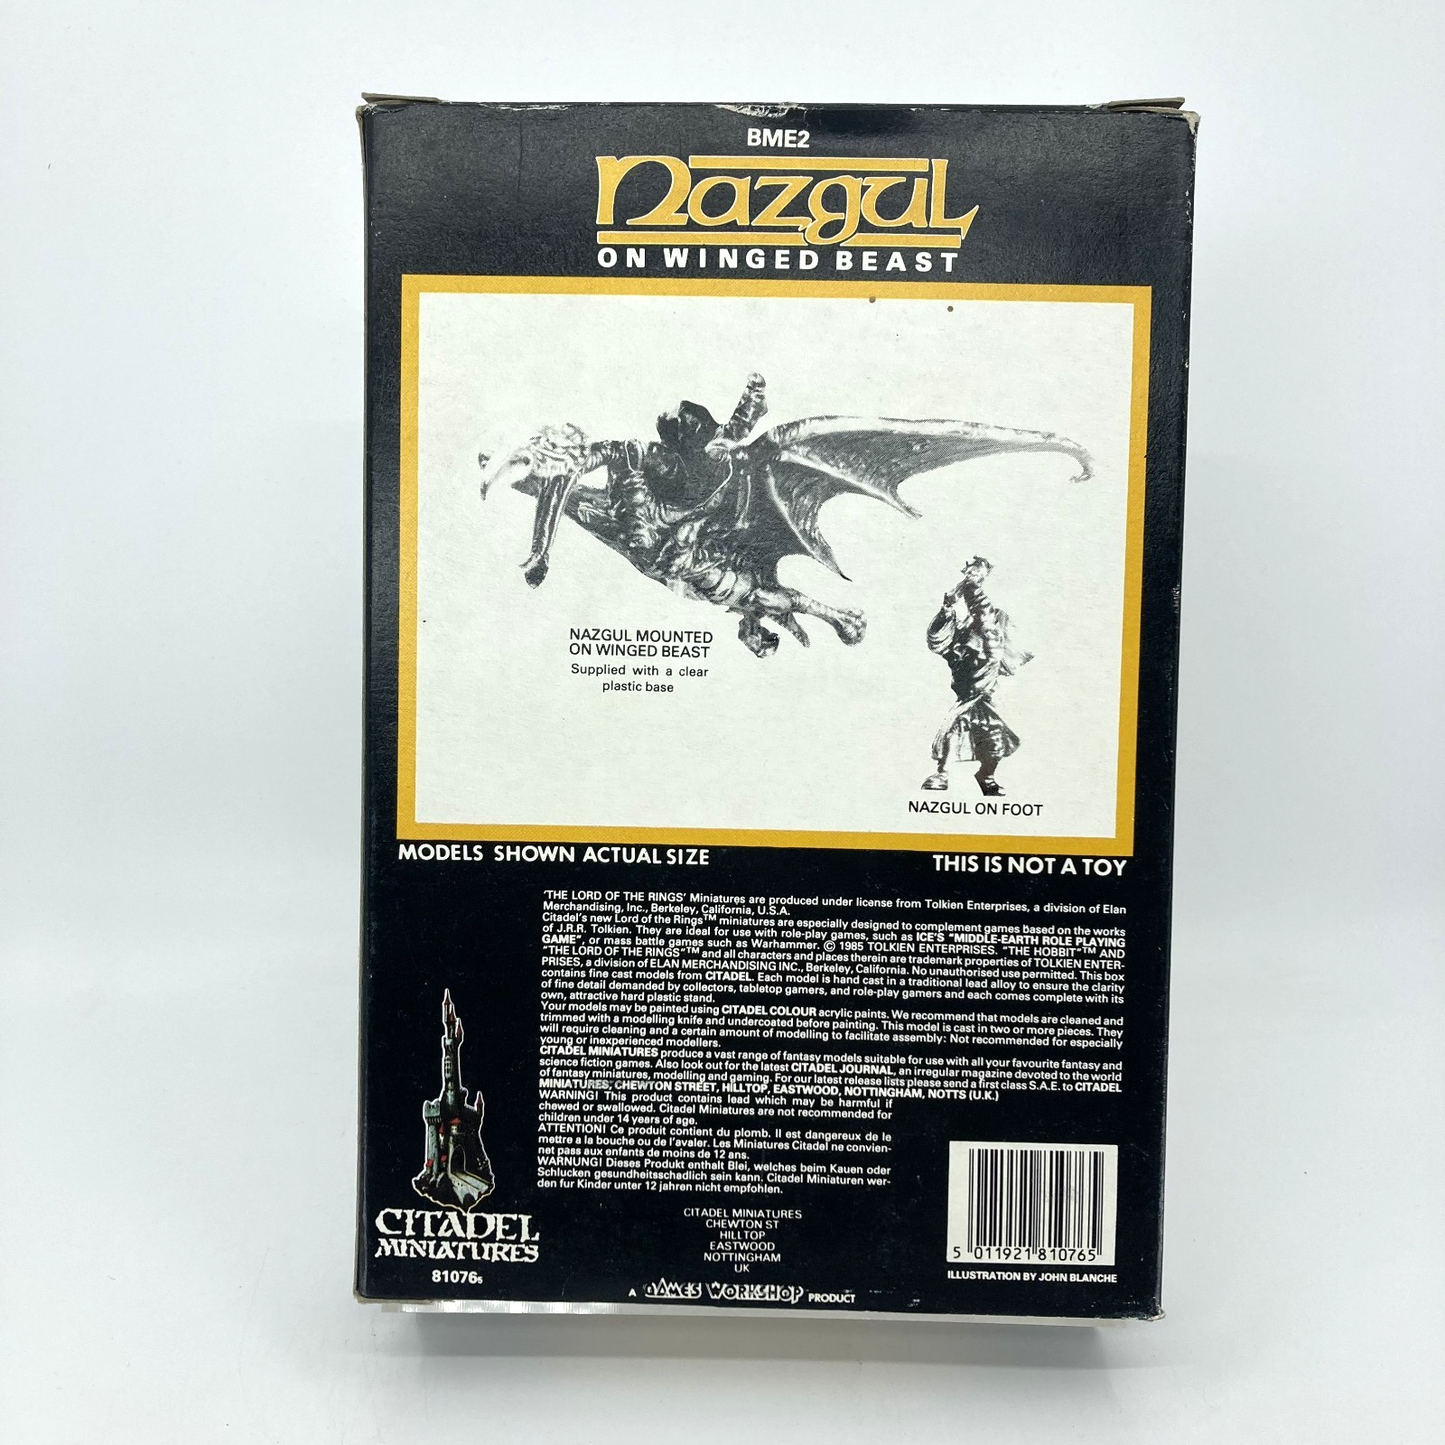 BME2
Nazgul
ON WINGED BEAST
NAZGUL MOUNTED
ON WINGED BEAST
Supplied with a clear
plastic base
NAZGUL ON FOOT
MODELS SHOWN ACTUAL SIZE
THIS IS NOT A TOY
'THE LORD OF THE RINGS' Miniatures are produced under license from Tolkien Enterprises, a division of Elan
Merchandising, Inc., Berkeley, California, U.S.A.
Citadel's new Lord of the Rings™ miniatures are especially designed to complement games based on the works
of J.R.R. Tolkien. They are ideal for use with role-play games, such as ICE'S "MIDDLE-EARTH ROLE PLAYING
GAME", or mass battle games such as Warhammer. © 1985 TOLKIEN ENTERPRISES. "THE HOBBIT"™ AND
"THE LORD OF THE RINGS"™ and all characters and places therein are trademark properties of TOLKIEN ENTER-
PRISES, a division of ELAN MERCHANDISING INC., Berkeley, California. No unauthorised use permitted. This box
contains fine cast models from CITADEL. Each model is hand cast in a traditional lead alloy to ensure the clarity
of fine detail demanded by collectors, tabletop gamers, and role-play gamers and each comes complete with its
own, attractive hard plastic stand.
Your models may be painted using CITADEL COLOUR acrylic paints. We recommend that models are cleaned and
trimmed with a modelling knife and undercoated before painting. This model is cast in two or more pieces. They
will require cleaning and a certain amount of modelling to facilitate assembly: Not recommended for especially
young or inexperienced modellers.
CITADEL MINIATURES produce a vast range of fantasy models suitable for use with all your favourite fantasy and
science fiction games. Also look out for the latest CITADEL JOURNAL, an irregular magazine devoted to the world
of fantasy miniatures, modelling and gaming. For our latest release lists please send a first class S.A.E. to CITADEL
MINIATURES, CHEWTON STREET, HILLTOP, EASTWOOD, NOTTINGHAM, NOTTS (U.K.)
WARNING! This product contains lead which may be harmful if
chewed or swallowed. Citadel Miniatures are not recommended for
children under 14 years of age.
ATTENTION! Ce produit contient du plomb. Il est dangereux de le
mettre a la bouche ou de l'avaler. Les Miniatures Citadel ne convien-
net pass aux enfants de moins de 12 ans.
WARNUNG! Dieses Produkt enthalt Blei, welches beim Kauen oder
Schlucken gesundheitsschadlich sein kann. Citadel Miniaturen wer-
den fur Kinder unter 12 jahren nicht empfohlen.
CITADEL MINIATURES
CHEWTON ST
HILLTOP
EASTWOOD
NOTTINGHAM
UK
CITADEL
MINIATURES
81076s
A GAMES WORKSHOP PRODUCT
5 011921 810765
ILLUSTRATION BY JOHN BLANCHE